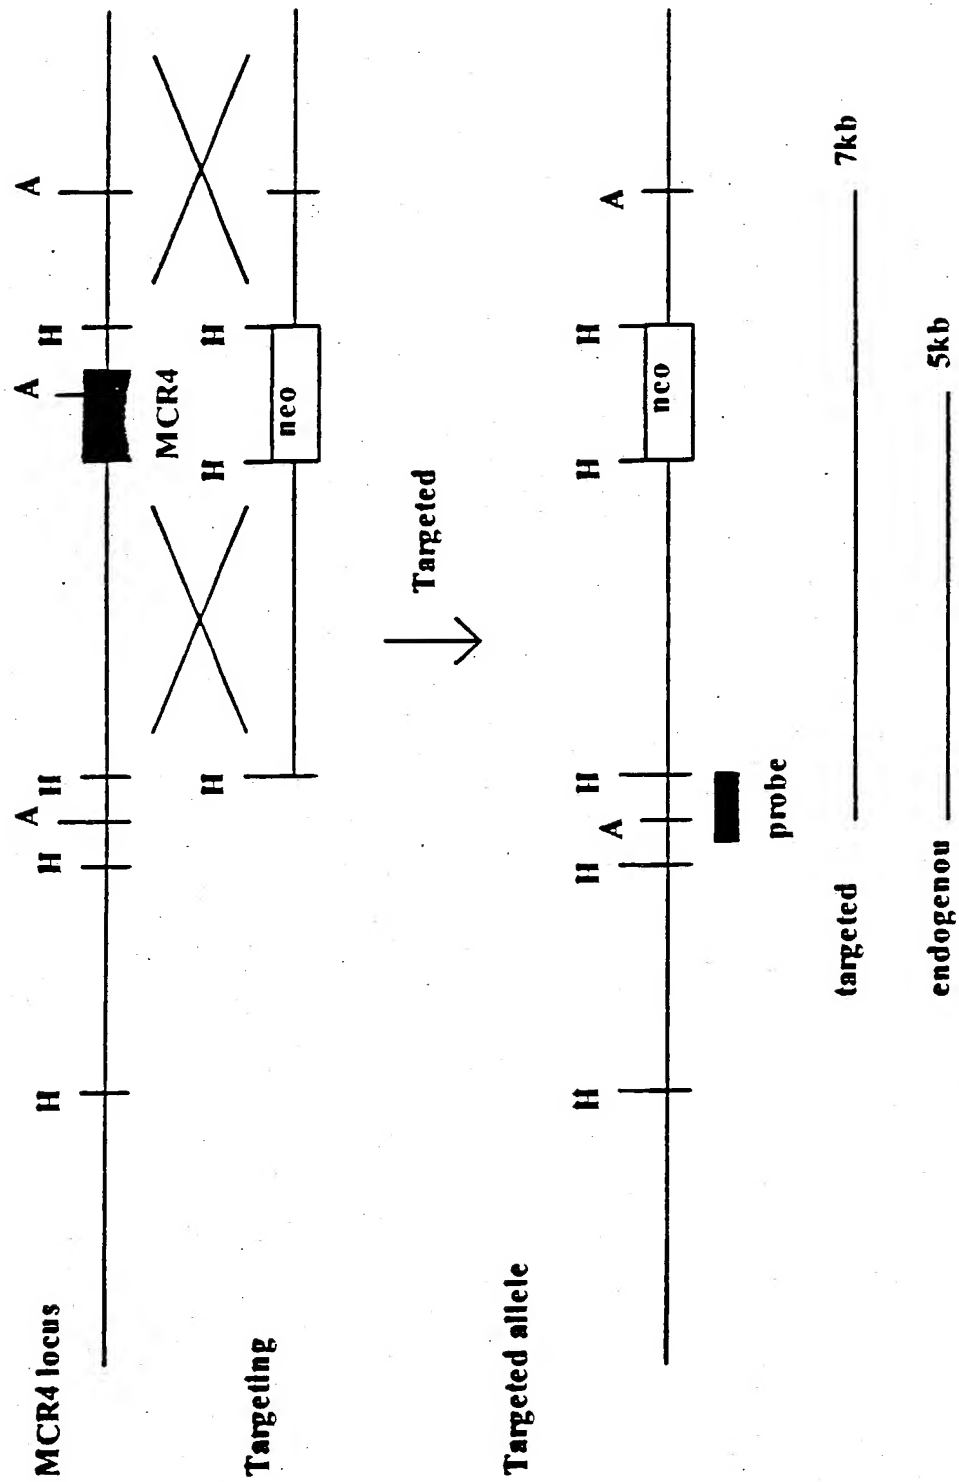 MCR4 locus H H A H A H A
MCR4
Targeting H H H
neo
Targeted
Targeted allele H H A H H H A
neo
probe
targeted 7kb
endogenou 5kb